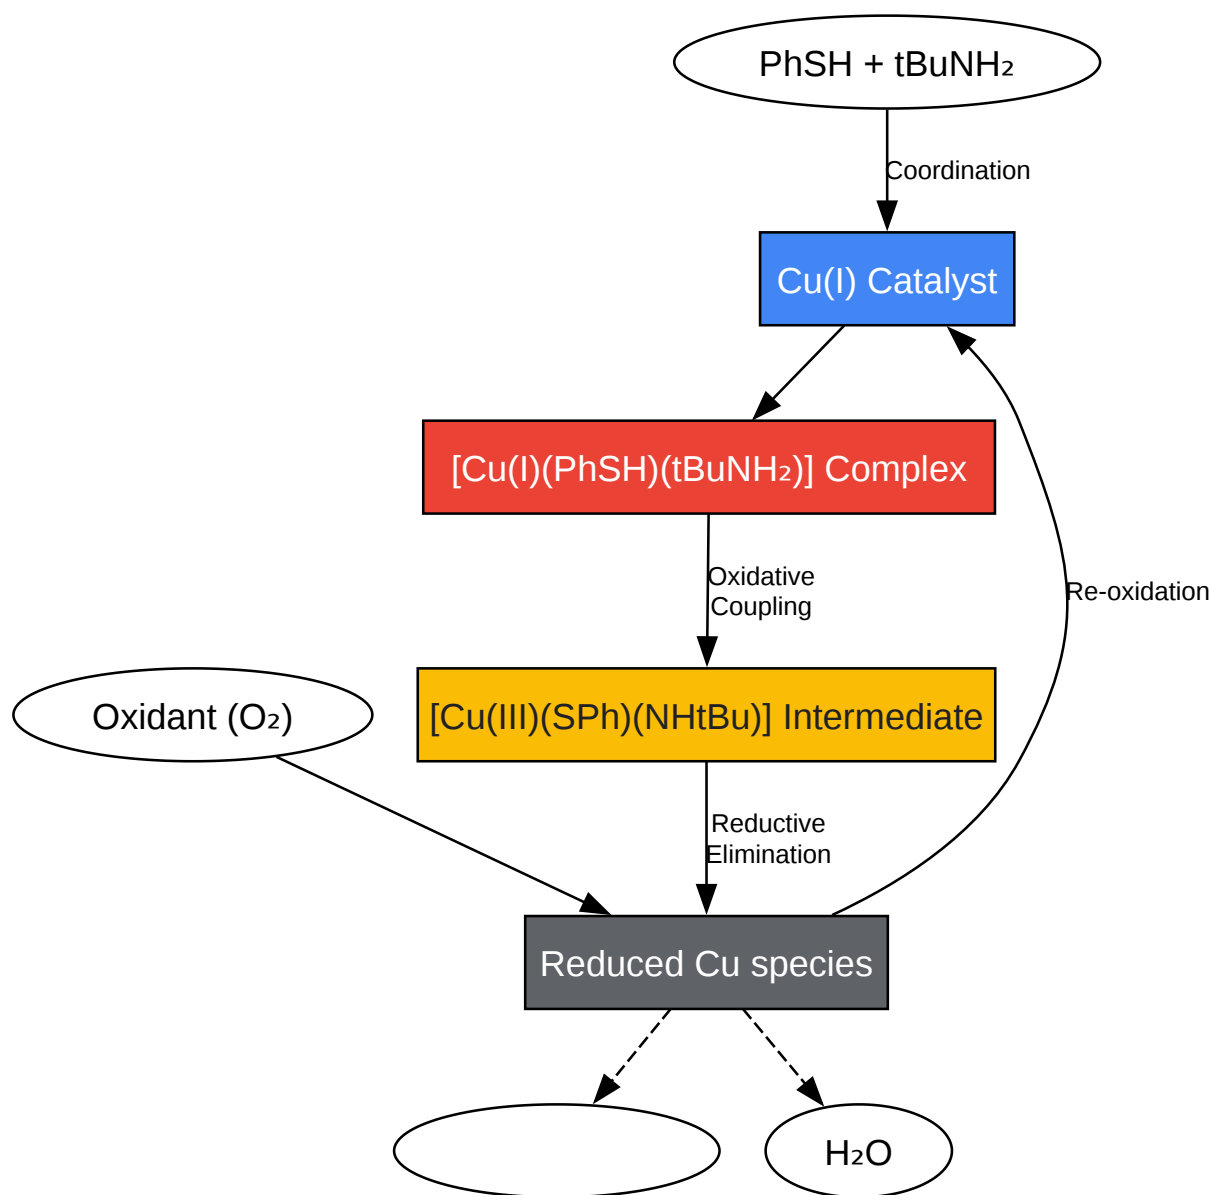 PhSH + tBuNH₂
Coordination
Cu(I) Catalyst
[Cu(I)(PhSH)(tBuNH₂)] Complex
Oxidative
Coupling
Re-oxidation
Oxidant (O₂)
[Cu(III)(SPh)(NHtBu)] Intermediate
Reductive
Elimination
Reduced Cu species
H₂O